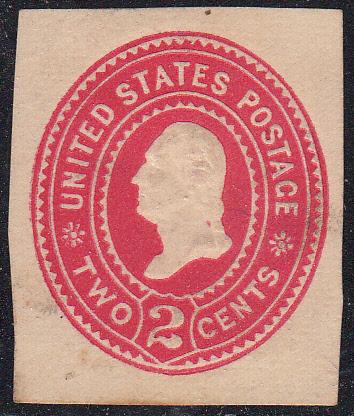 UNITED STATES POSTAGE
TWO 2 CENTS